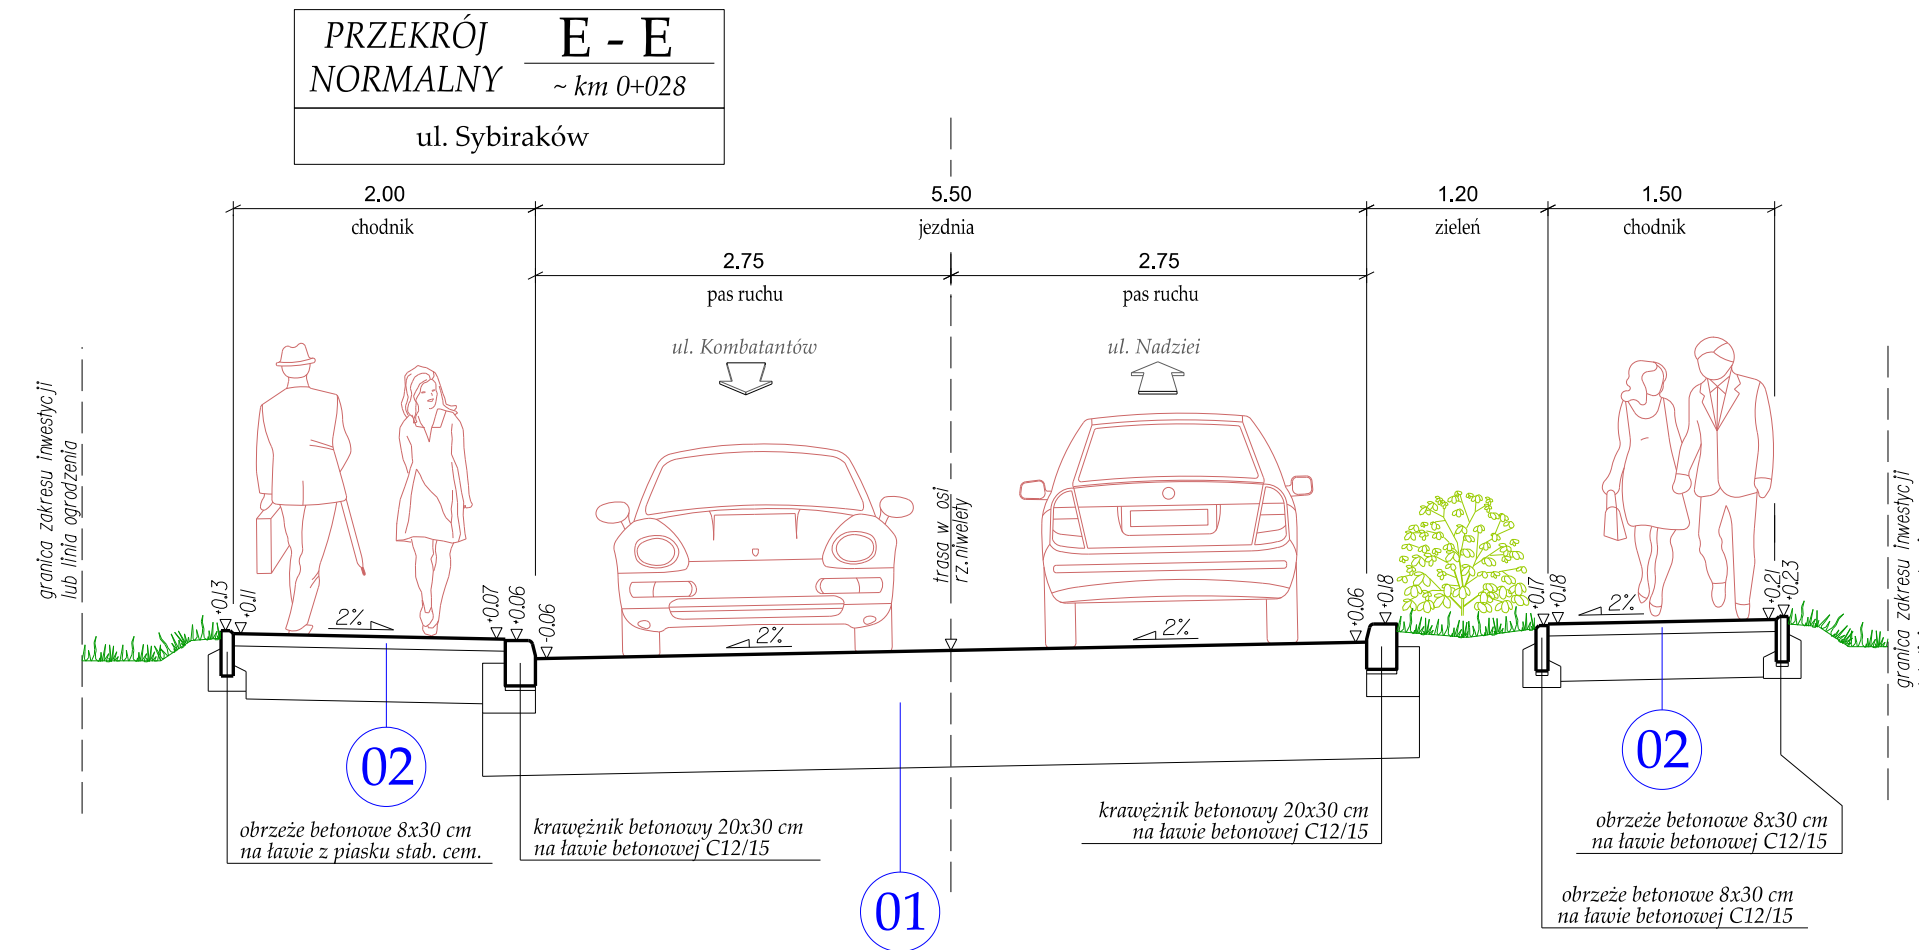 PRZEKRÓJ
NORMALNY
E - E
~ km 0+028
ul. Sybiraków
2.00
5.50
1.20
1.50
chodnik
jezdnia
zieleń
chodnik
2.75
2.75
pas ruchu
pas ruchu
ul. Kombatantów
ul. Nadziei
granica zakresu inwestycji
lub linia ogrodzenia
trasa w osi
rz.niwelety
granica zakresu inwestycji
+0.13
+0.11
2%
+0.07
+0.06
-0.06
2%
2%
+0.06
+0.18
+0.17
+0.18
2%
+0.21
+0.23
02
02
01
obrzeże betonowe 8x30 cm
na ławie z piasku stab. cem.
krawężnik betonowy 20x30 cm
na ławie betonowej C12/15
krawężnik betonowy 20x30 cm
na ławie betonowej C12/15
obrzeże betonowe 8x30 cm
na ławie betonowej C12/15
obrzeże betonowe 8x30 cm
na ławie betonowej C12/15